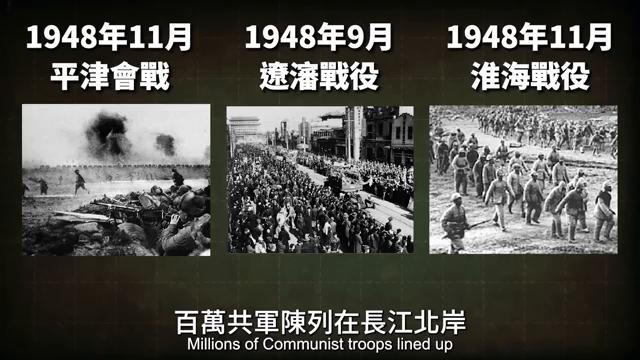 1948年11月
平津會戰
1948年9月
遼瀋戰役
1948年11月
淮海戰役
百萬共軍陳列在長江北岸
Millions of Communist troops lined up